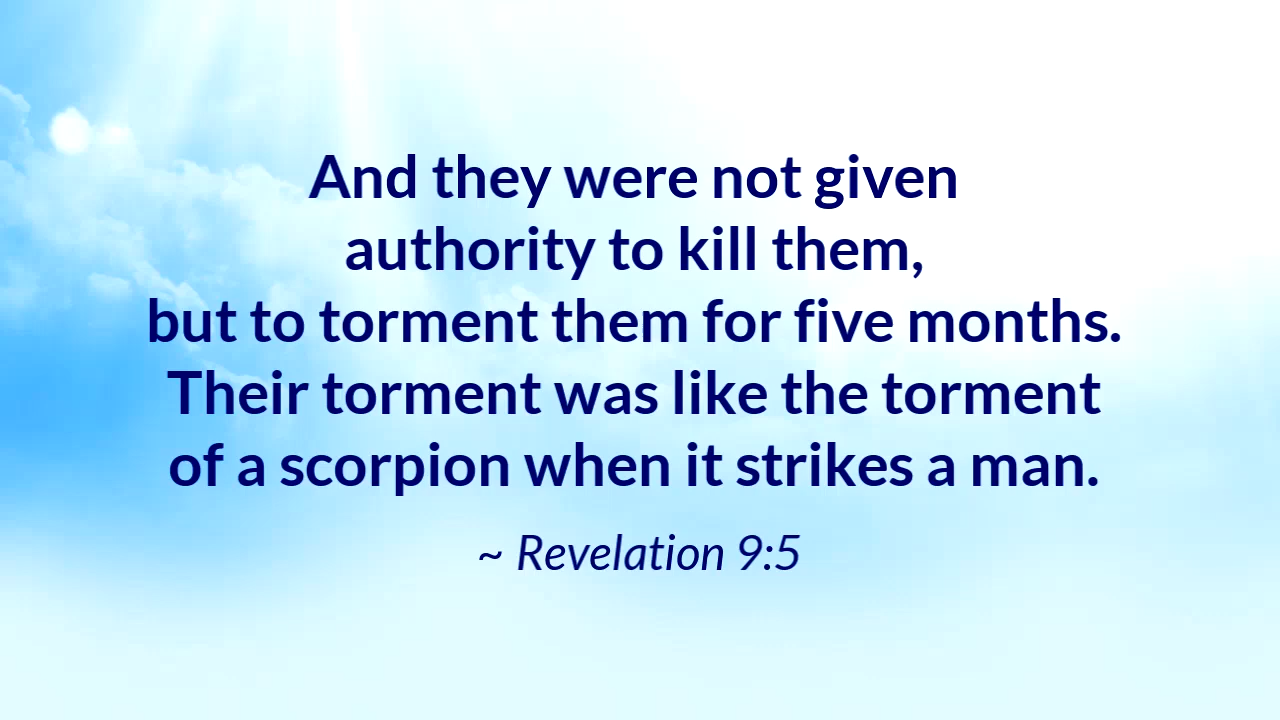 And they were not given
authority to kill them,
but to torment them for five months.
Their torment was like the torment
of a scorpion when it strikes a man.
~ Revelation 9:5